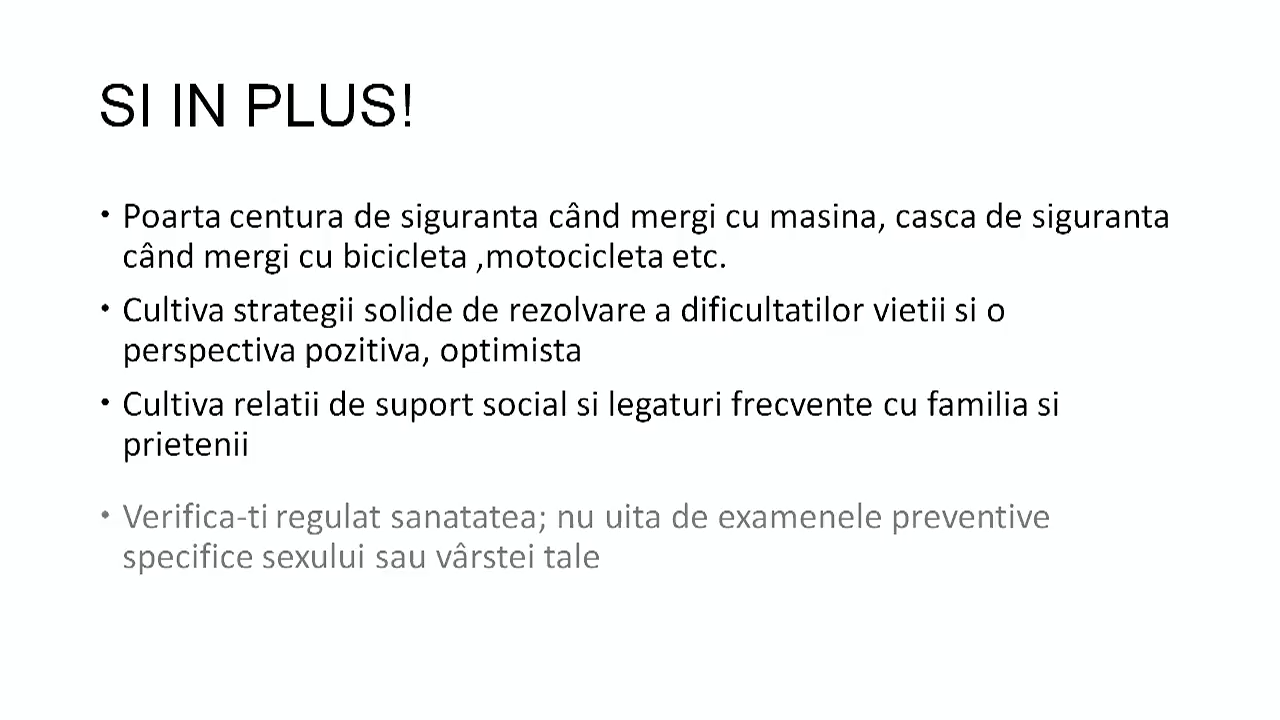 SI IN PLUS!
• Poarta centura de siguranta când mergi cu masina, casca de siguranta
când mergi cu bicicleta ,motocicleta etc.
• Cultiva strategii solide de rezolvare a dificultatilor vietii si o
perspectiva pozitiva, optimista
• Cultiva relatii de suport social si legaturi frecvente cu familia si
prietenii
• Verifica-ti regulat sanatatea; nu uita de examenele preventive
specifice sexului sau vârstei tale